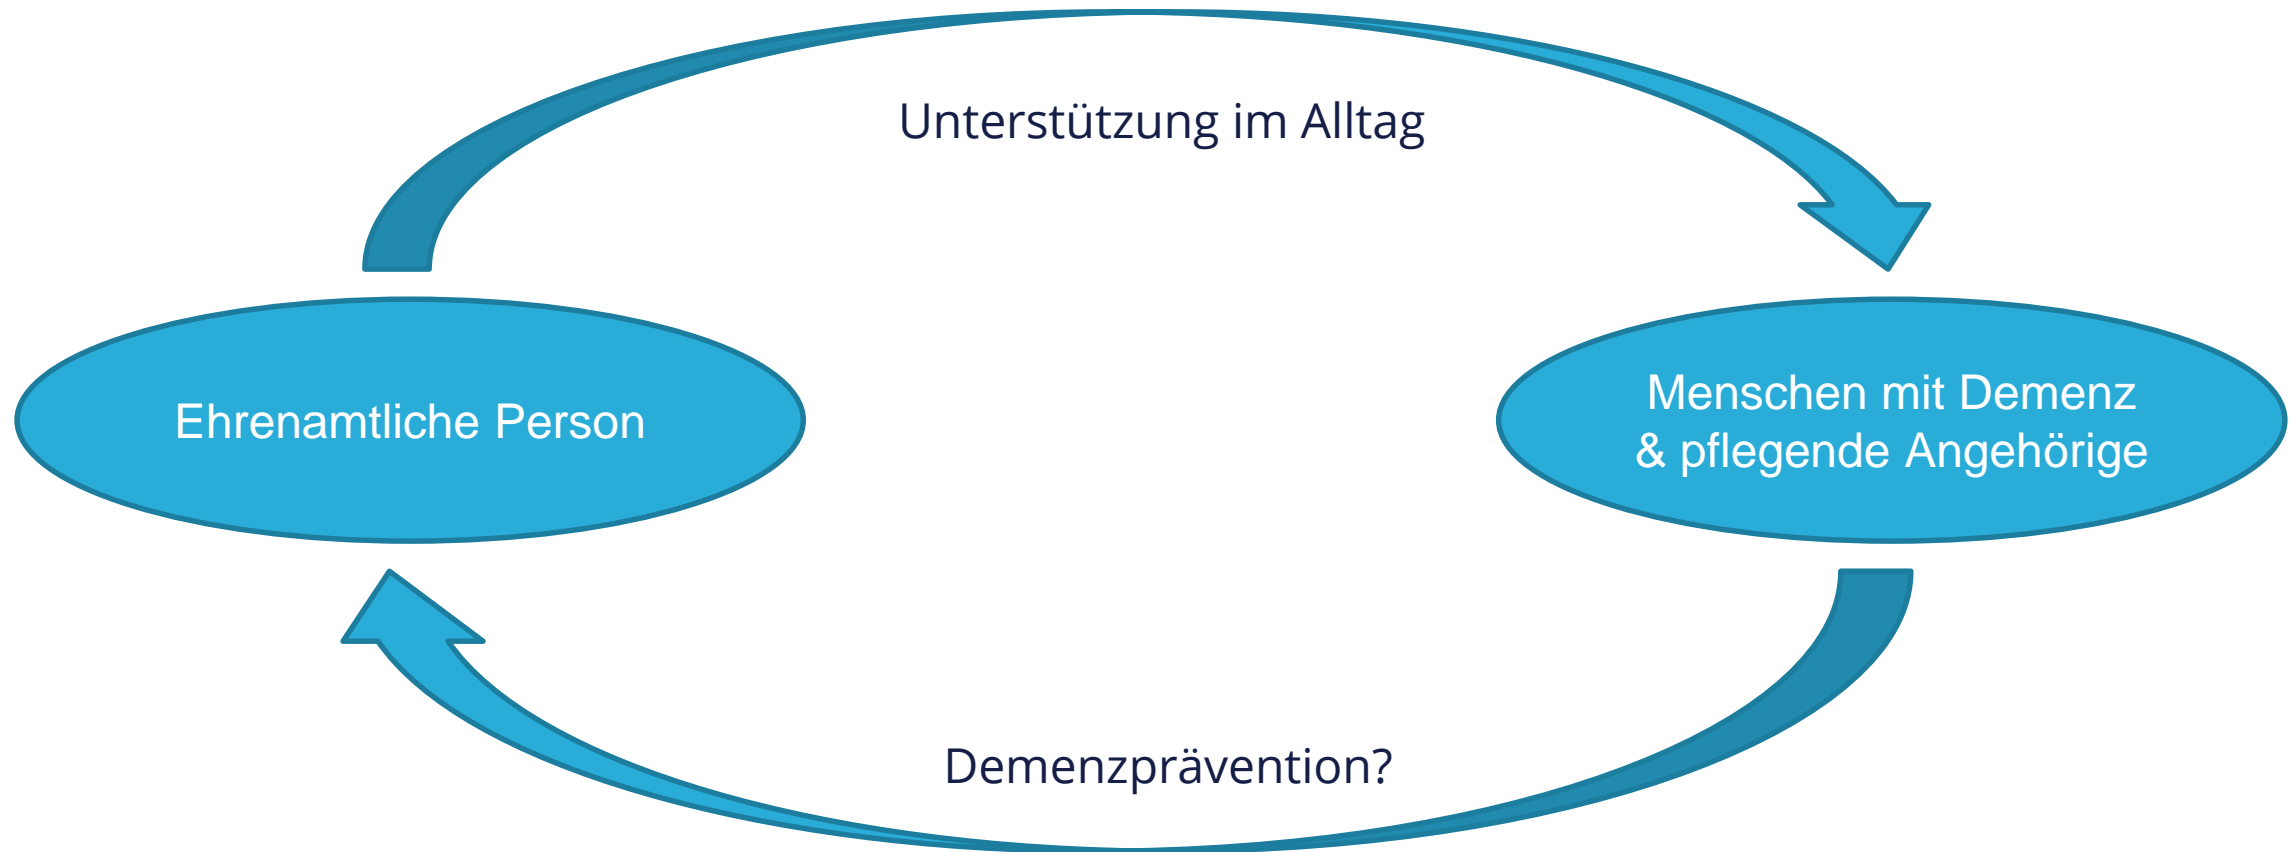 Unterstützung im Alltag
Ehrenamtliche Person
Menschen mit Demenz
& pflegende Angehörige
Demenzprävention?